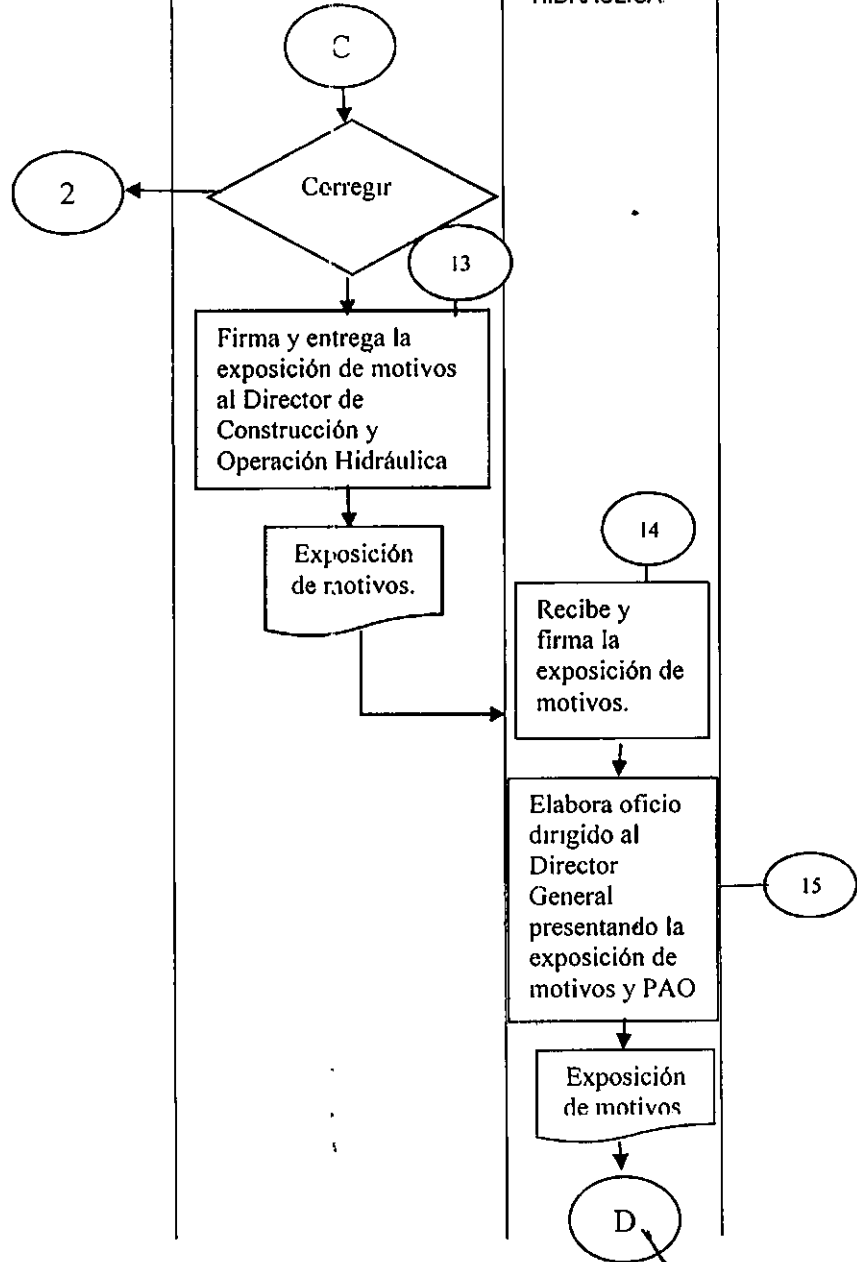 C
Corregir
2
13
Firma y entrega la
exposición de motivos
al Director de
Construcción y
Operación Hidráulica
Exposición
de motivos.
14
Recibe y
firma la
exposición de
motivos.
Elabora oficio
dirigido al
Director
General
presentando la
exposición de
motivos y PAO
15
Exposición
de motivos
D